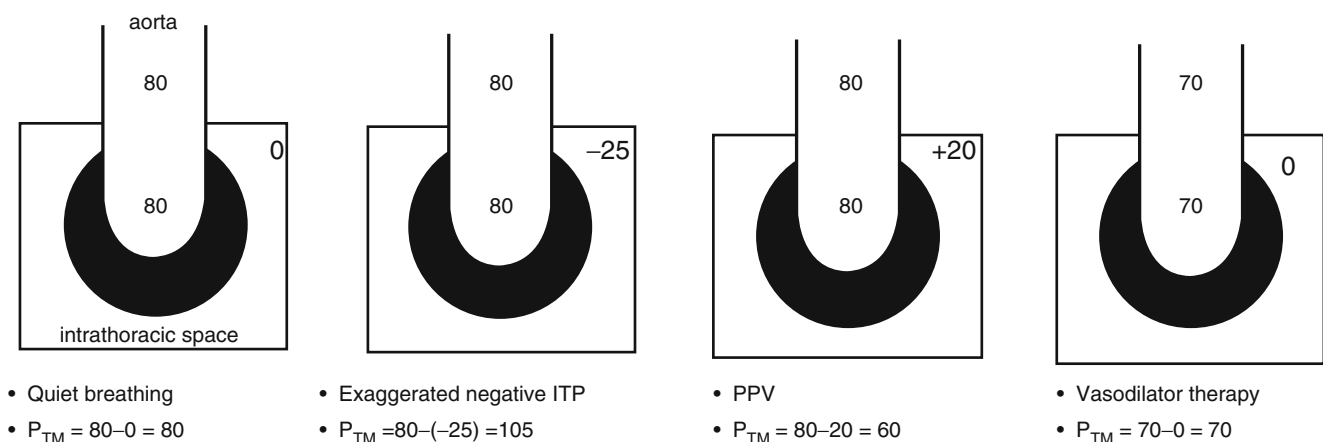 aorta
80
80
0
intrathoracic space
• Quiet breathing
• P_TM = 80–0 = 80
80
80
–25
• Exaggerated negative ITP
• P_TM =80–(–25) =105
80
80
+20
• PPV
• P_TM = 80–20 = 60
70
70
0
• Vasodilator therapy
• P_TM = 70–0 = 70